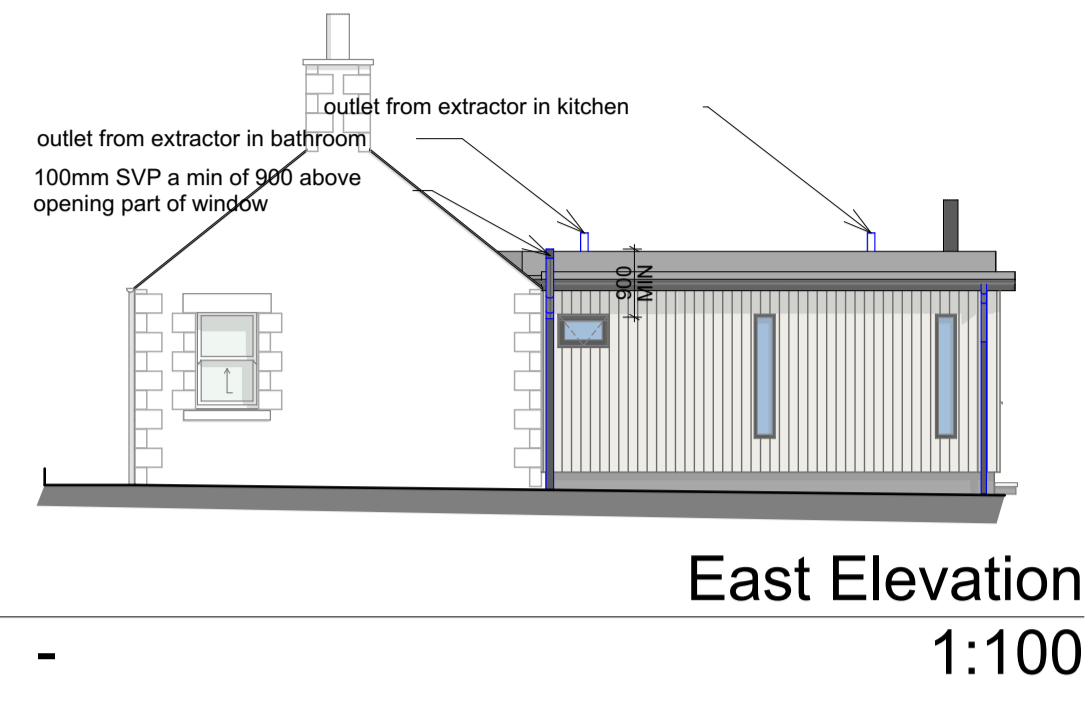 outlet from extractor in kitchen
outlet from extractor in bathroom
100mm SVP a min of 900 above
opening part of window
900
MIN
East Elevation
-
1:100